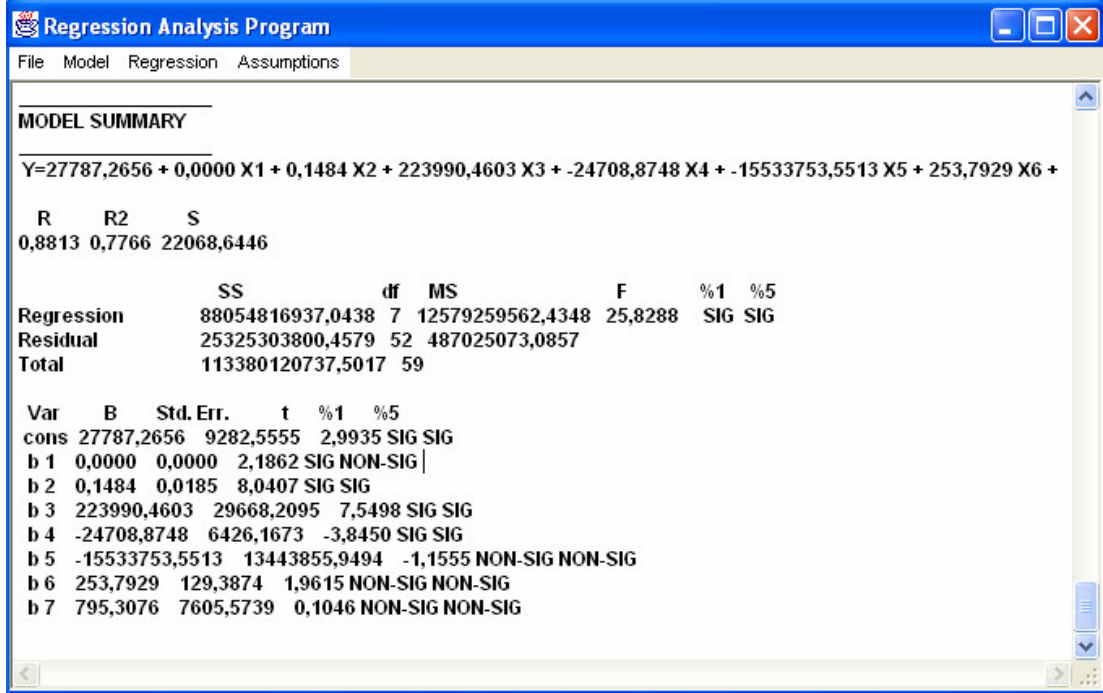 Regression Analysis Program
File Model Regression Assumptions
MODEL SUMMARY
Y=27787,2656 + 0,0000 X1 + 0,1484 X2 + 223990,4603 X3 + -24708,8748 X4 + -15533753,5513 X5 + 253,7929 X6 +
R R2 S
0,8813 0,7766 22068,6446
SS df MS F %1 %5
Regression 88054816937,0438 7 12579259562,4348 25,8288 SIG SIG
Residual 25325303800,4579 52 487025073,0857
Total 113380120737,5017 59
Var B Std. Err. t %1 %5
cons 27787,2656 9282,5555 2,9935 SIG SIG
b 1 0,0000 0,0000 2,1862 SIG NON-SIG
b 2 0,1484 0,0185 8,0407 SIG SIG
b 3 223990,4603 29668,2095 7,5498 SIG SIG
b 4 -24708,8748 6426,1673 -3,8450 SIG SIG
b 5 -15533753,5513 13443855,9494 -1,1555 NON-SIG NON-SIG
b 6 253,7929 129,3874 1,9615 NON-SIG NON-SIG
b 7 795,3076 7605,5739 0,1046 NON-SIG NON-SIG